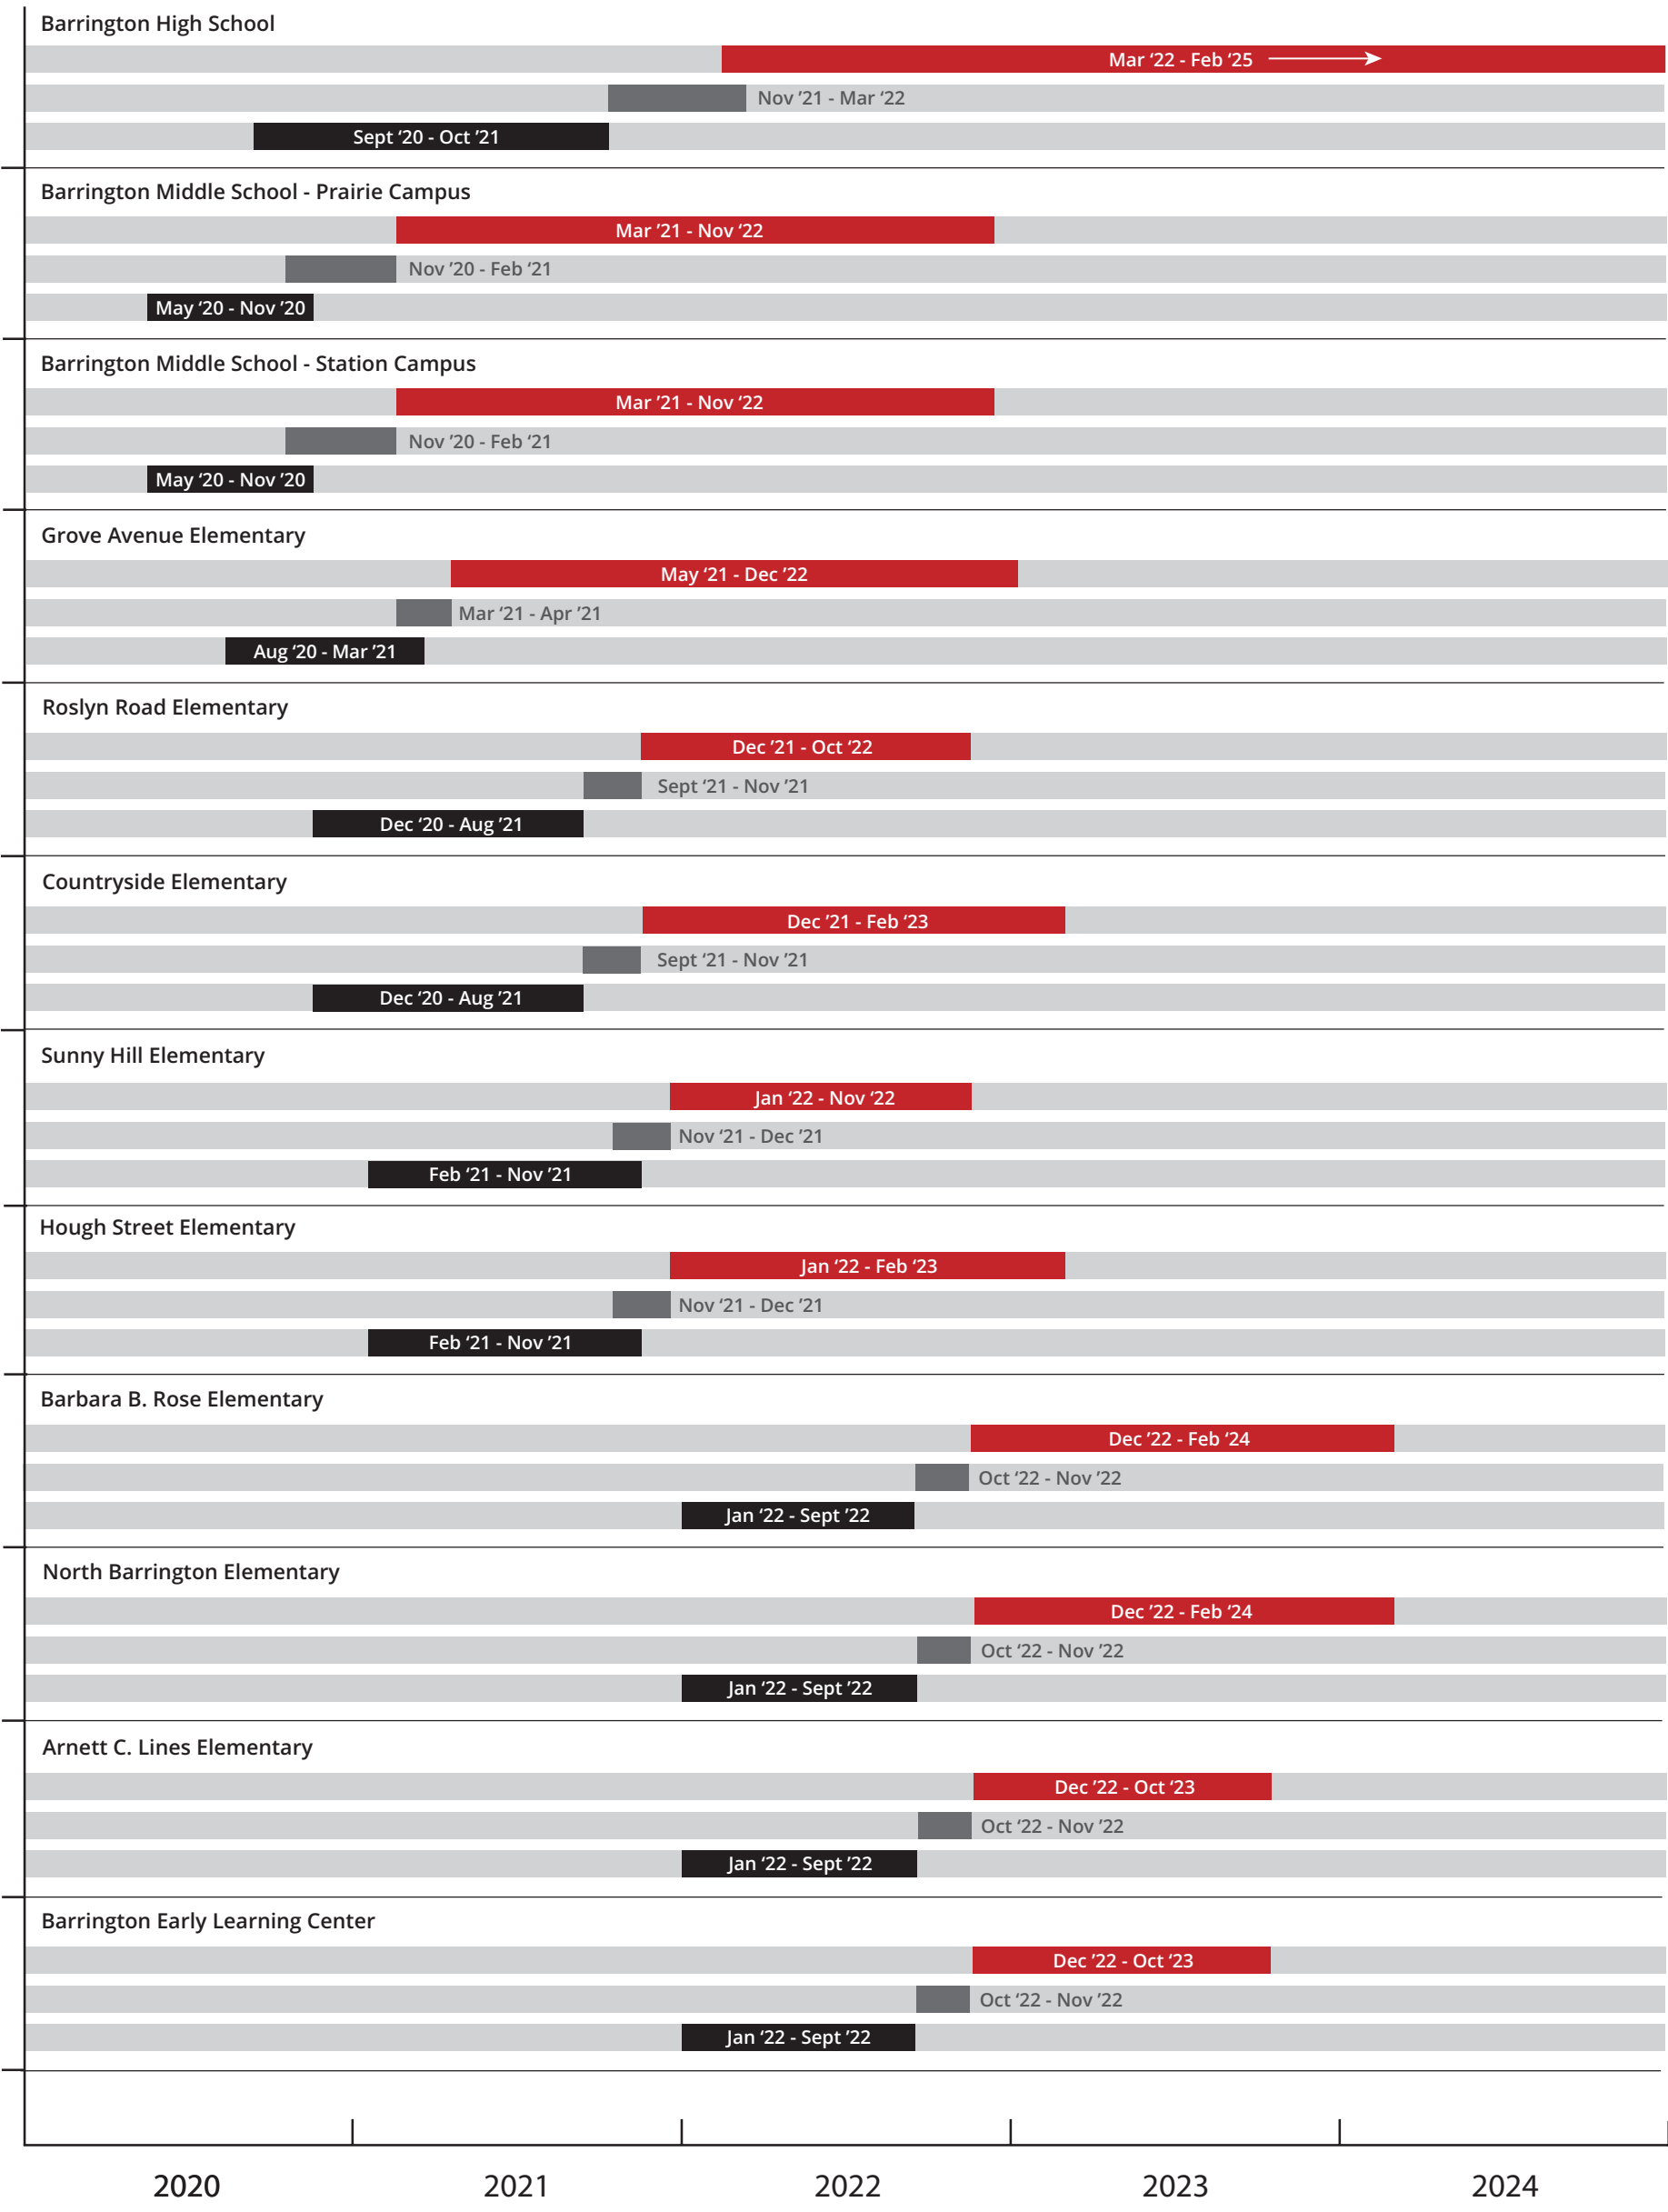 Barrington High School
Mar ‘22 - Feb ‘25
Nov ’21 - Mar ‘22
Sept ‘20 - Oct ’21
Barrington Middle School - Prairie Campus
Mar ’21 - Nov ‘22
Nov ’20 - Feb ‘21
May ‘20 - Nov ’20
Barrington Middle School - Station Campus
Mar ’21 - Nov ‘22
Nov ’20 - Feb ‘21
May ‘20 - Nov ’20
Grove Avenue Elementary
May ‘21 - Dec ’22
Mar ‘21 - Apr ’21
Aug ‘20 - Mar ’21
Roslyn Road Elementary
Dec ’21 - Oct ‘22
Sept ‘21 - Nov ’21
Dec ‘20 - Aug ’21
Countryside Elementary
Dec ’21 - Feb ‘23
Sept ‘21 - Nov ’21
Dec ‘20 - Aug ’21
Sunny Hill Elementary
Jan ‘22 - Nov ‘22
Nov ‘21 - Dec ’21
Feb ‘21 - Nov ’21
Hough Street Elementary
Jan ‘22 - Feb ‘23
Nov ‘21 - Dec ’21
Feb ‘21 - Nov ’21
Barbara B. Rose Elementary
Dec ’22 - Feb ‘24
Oct ‘22 - Nov ’22
Jan ‘22 - Sept ’22
North Barrington Elementary
Dec ’22 - Feb ‘24
Oct ‘22 - Nov ’22
Jan ‘22 - Sept ’22
Arnett C. Lines Elementary
Dec ’22 - Oct ‘23
Oct ‘22 - Nov ’22
Jan ‘22 - Sept ’22
Barrington Early Learning Center
Dec ’22 - Oct ‘23
Oct ‘22 - Nov ’22
Jan ‘22 - Sept ’22
2020 2021 2022 2023 2024